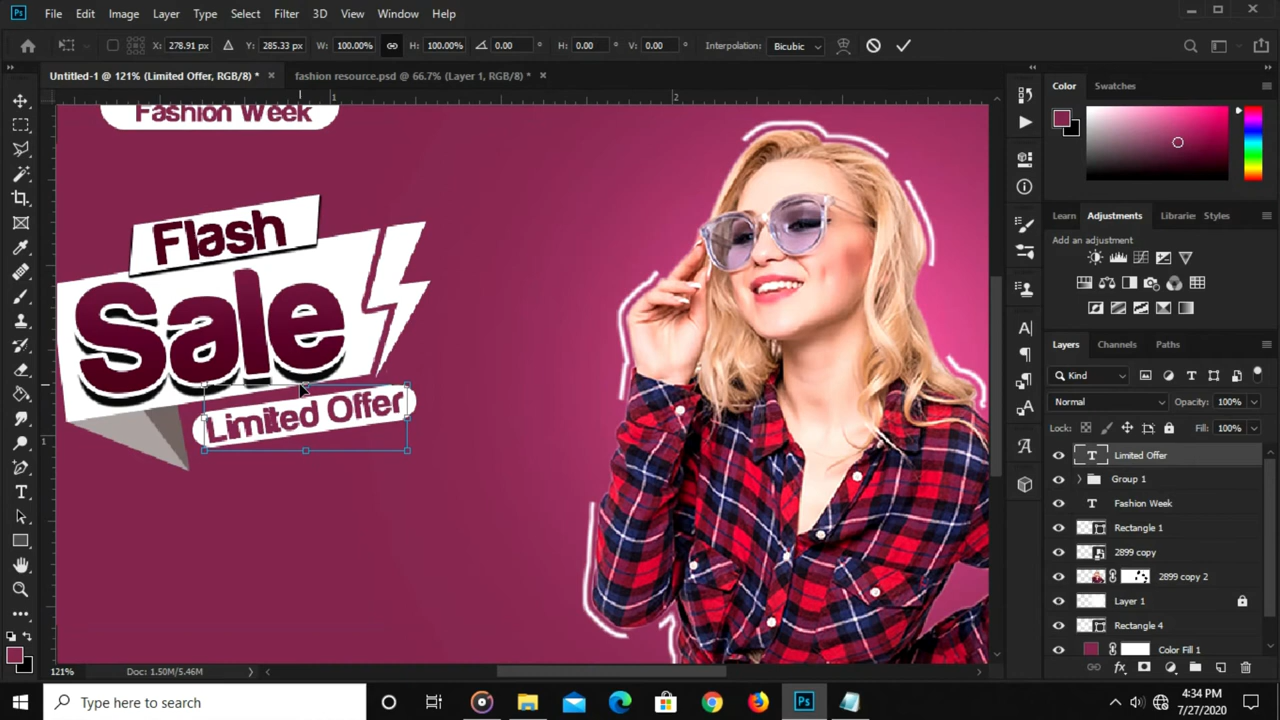 Ps File Edit Image Layer Type Select Filter 3D View Window Help
X: 278.91 px Y: 285.33 px W: 100.00% H: 100.00% 0.00 ° H: 0.00 ° V: 0.00 ° Interpolation: Bicubic
Untitled-1 @ 121% (Limited Offer, RGB/8) * × fashion resource.psd @ 66.7% (Layer 1, RGB/8) * ×
1 2
1
Fashion Week
Flash
Sale
Limited Offer
Color Swatches
Learn Adjustments Librarie Styles
Add an adjustment
Layers Channels Paths
Kind
Normal Opacity: 100%
Lock: Fill: 100%
T Limited Offer
Group 1
T Fashion Week
Rectangle 1
2899 copy
2899 copy 2
Layer 1
Rectangle 4
Color Fill 1
121% Doc: 1.50M/5.46M
Type here to search
Ps
4:34 PM
7/27/2020